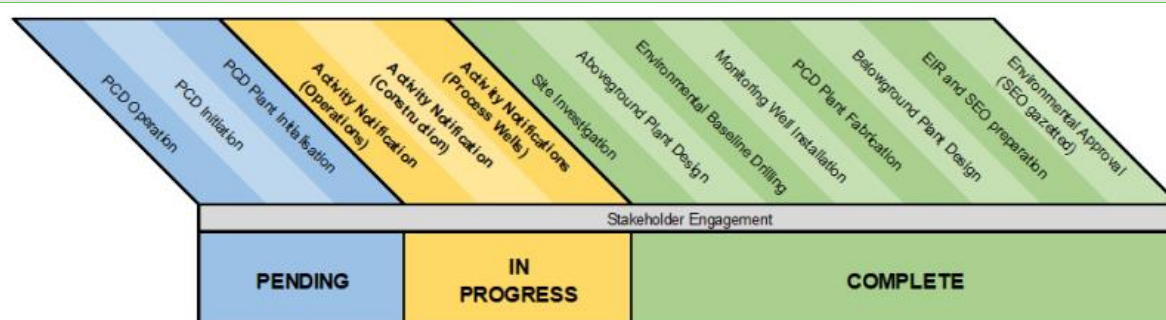 PCD Operation
PCD Initiation
PCD Plant Initialisation
Activity Notification
(Operations)
Activity Notification
(Construction)
Activity Notifications
(Process Wells)
Site Investigation
Aboveground Plant Design
Environmental Baseline Drilling
Monitoring Well Installation
PCD Plant Fabrication
Belowground Plant Design
EIR and SEO preparation
Environmental Approval
(SEO gazetted)
Stakeholder Engagement
PENDING
IN
PROGRESS
COMPLETE